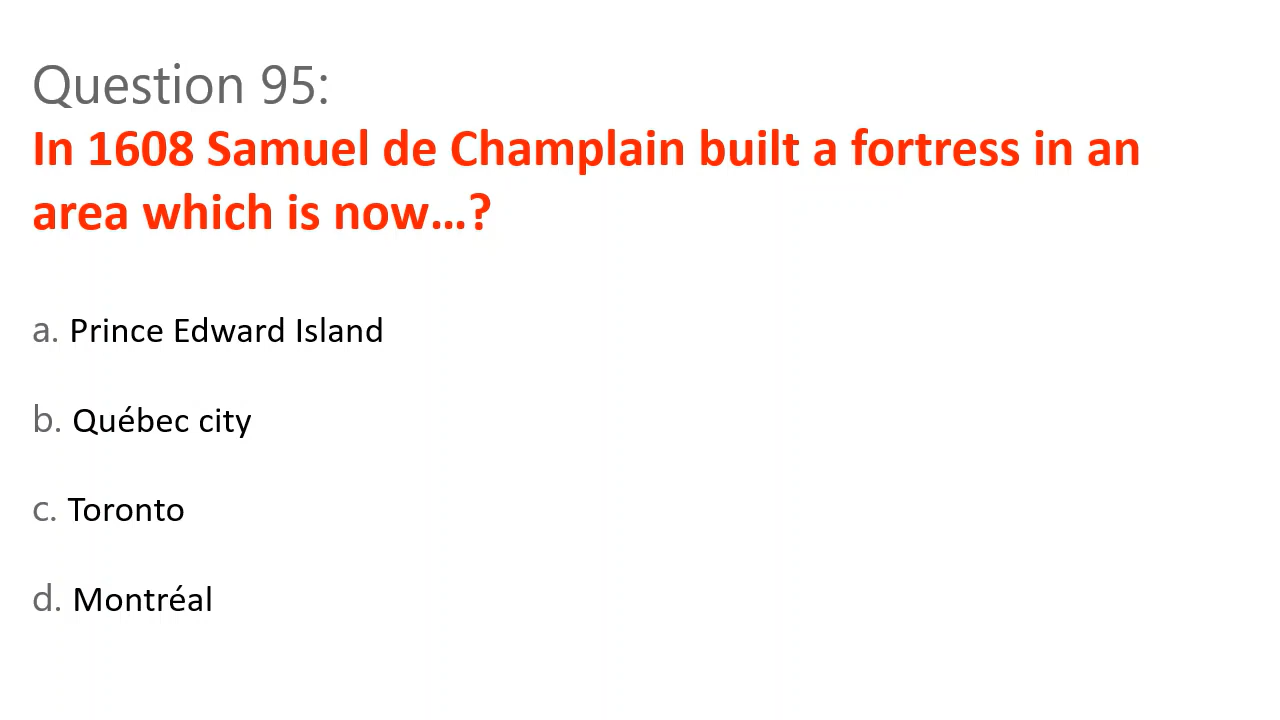 Question 95:
In 1608 Samuel de Champlain built a fortress in an
area which is now...?
a. Prince Edward Island
b. Québec city
c. Toronto
d. Montréal